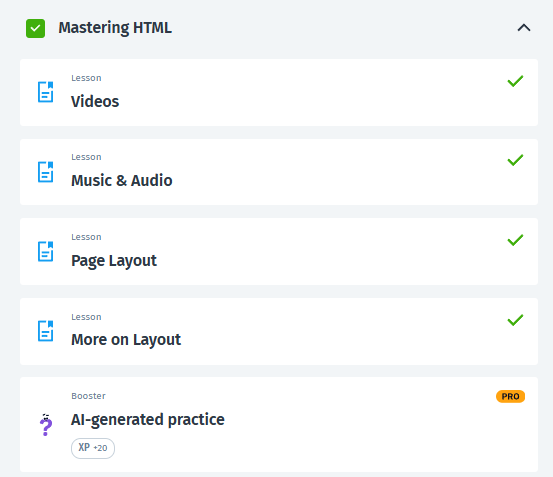 Mastering HTML
Lesson
Videos
Lesson
Music & Audio
Lesson
Page Layout
Lesson
More on Layout
Booster
PRO
AI-generated practice
XP +20